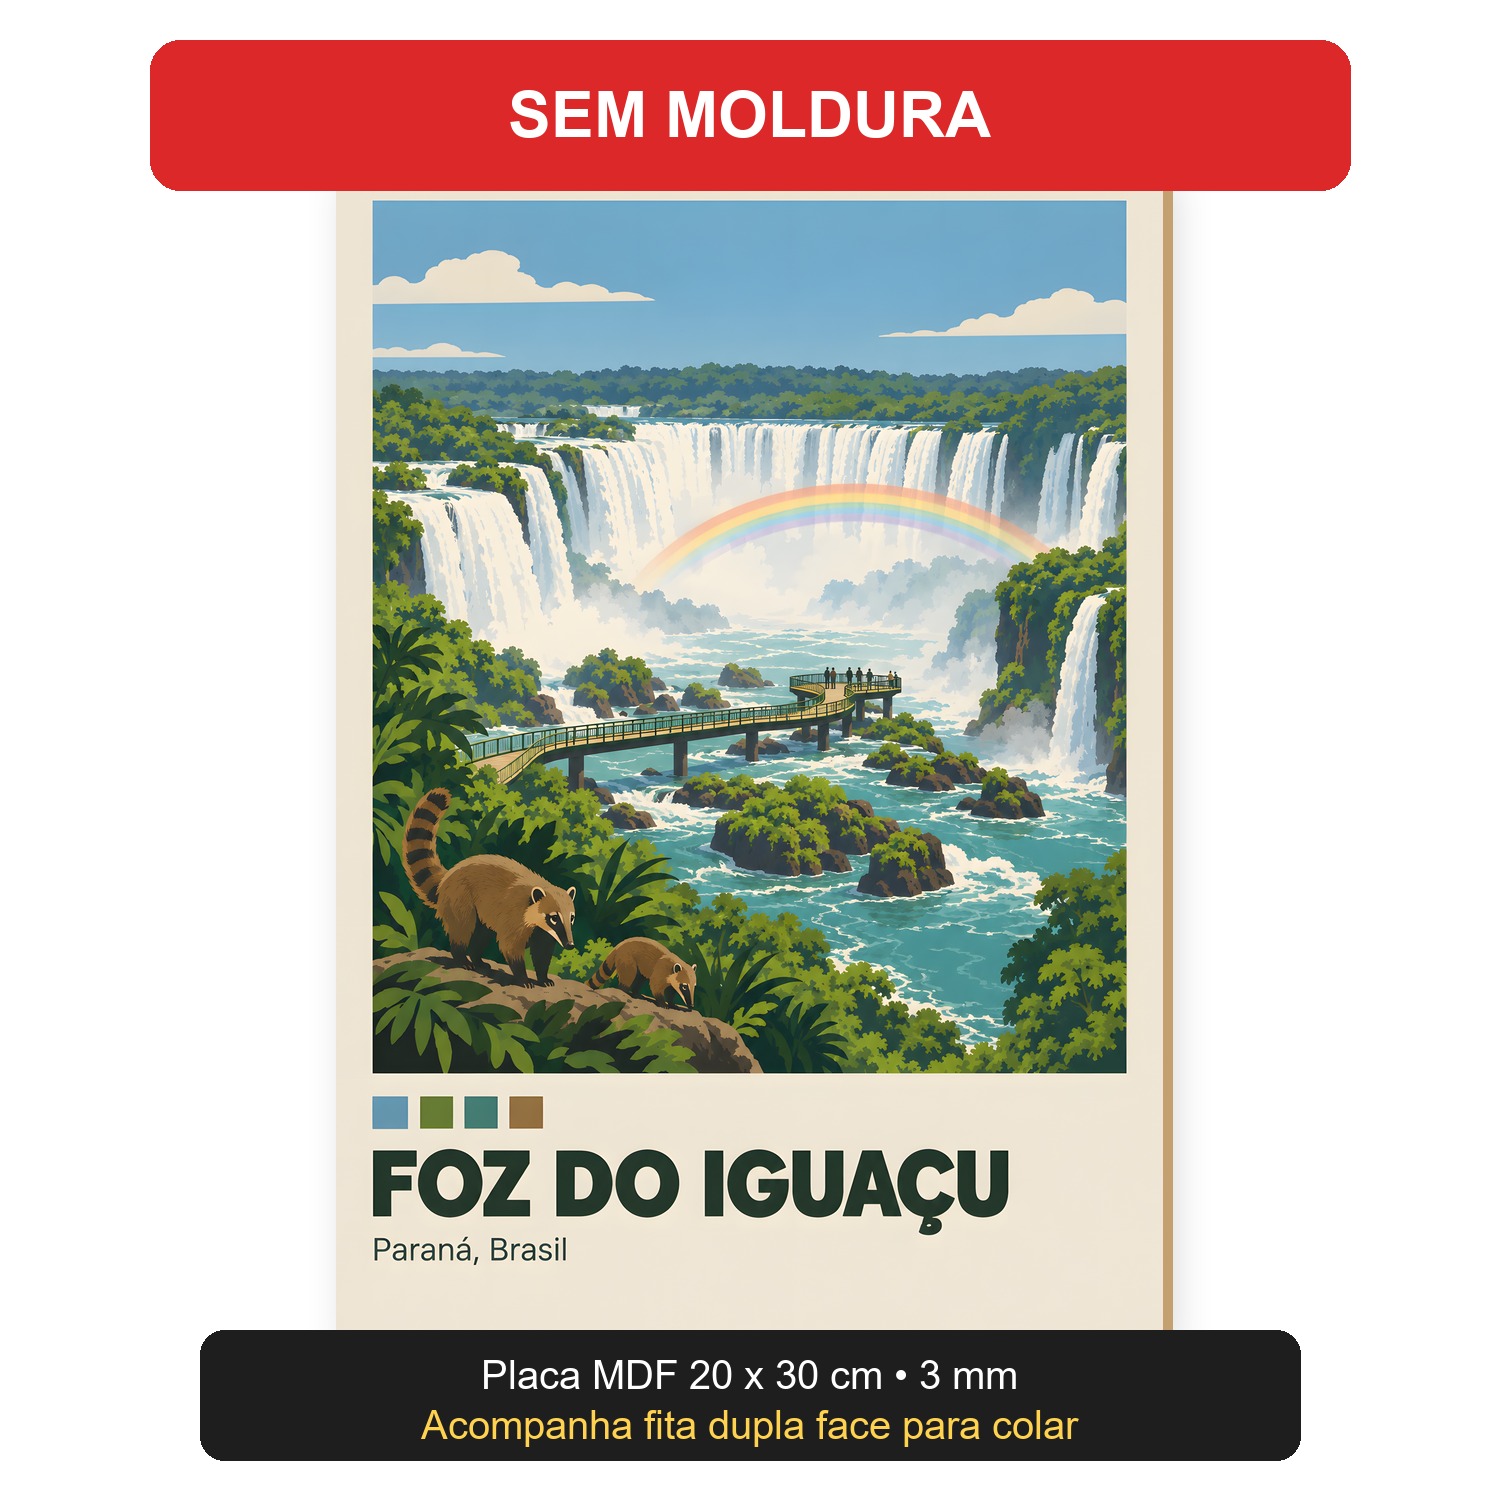 SEM MOLDURA
FOZ DO IGUAÇU
Paraná, Brasil
Placa MDF 20 x 30 cm • 3 mm
Acompanha fita dupla face para colar